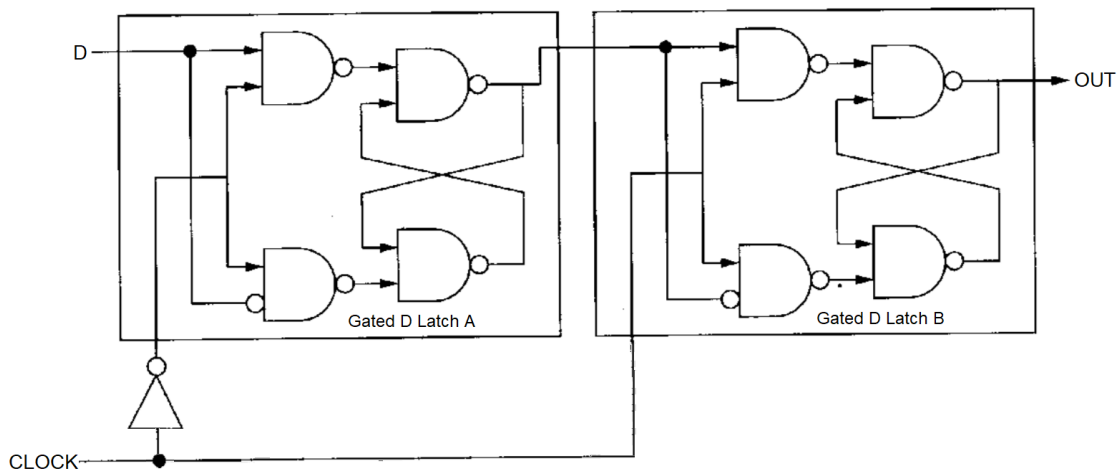 D
OUT
Gated D Latch A
Gated D Latch B
CLOCK